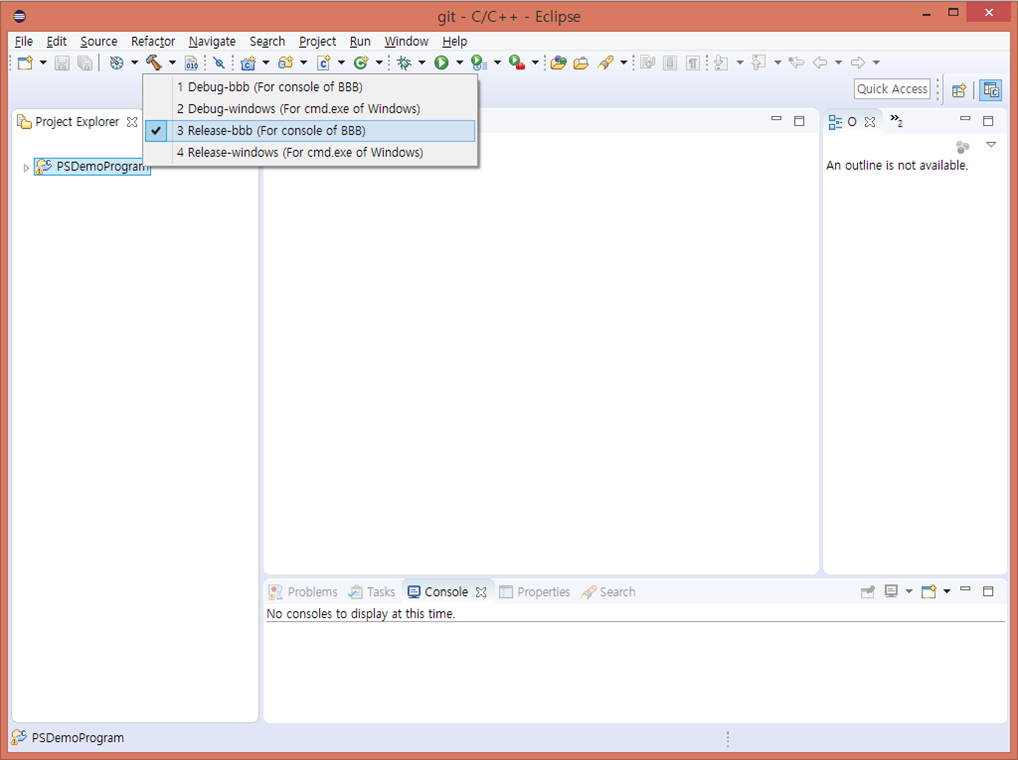 git - C/C++ - Eclipse
File Edit Source Refactor Navigate Search Project Run Window Help
010
1 Debug-bbb (For console of BBB)
2 Debug-windows (For cmd.exe of Windows)
3 Release-bbb (For console of BBB)
4 Release-windows (For cmd.exe of Windows)
Quick Access
Project Explorer
PSDemoProgram
O
»2
An outline is not available.
Problems Tasks Console Properties Search
No consoles to display at this time.
PSDemoProgram